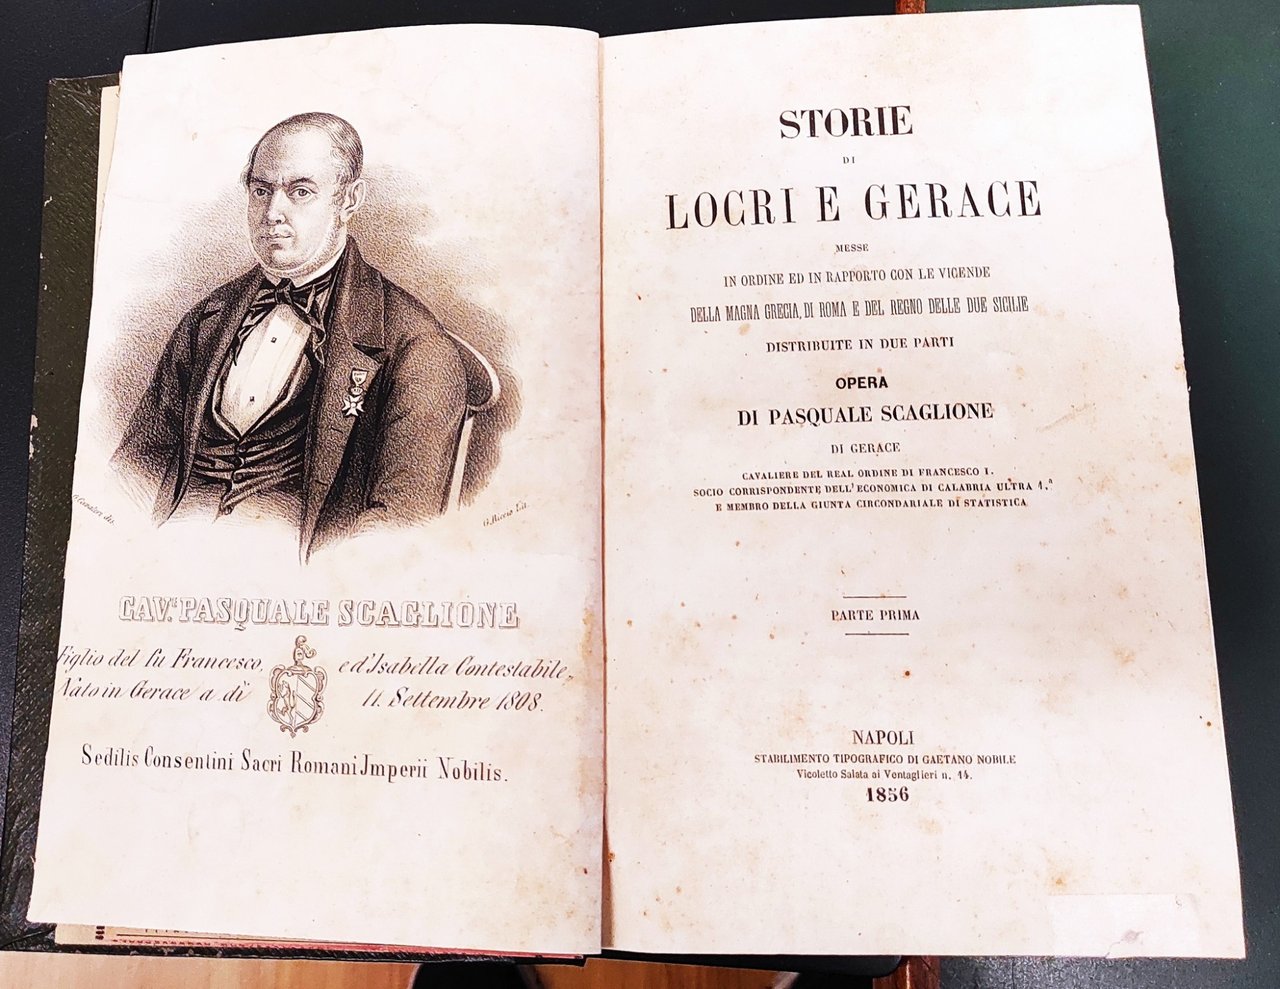 G. Riccio Lit.
CAV.R PASQUALE SCAGLIONE
Figlio del fu Francesco, e d'Isabella Contestabile,
Nato in Gerace a dì 11. Settembre 1808.
Sedilis Consentini Sacri Romani Jmperii Nobilis.
STORIE
DI
LOCRI E GERACE
MESSE
IN ORDINE ED IN RAPPORTO CON LE VICENDE
DELLA MAGNA GRECIA, DI ROMA E DEL REGNO DELLE DUE SICILIE
DISTRIBUITE IN DUE PARTI
OPERA
DI PASQUALE SCAGLIONE
DI GERACE
CAVALIERE DEL REAL ORDINE DI FRANCESCO I.
SOCIO CORRISPONDENTE DELL'ECONOMICA DI CALABRIA ULTRA 1.ª
E MEMBRO DELLA GIUNTA CIRCONDARIALE DI STATISTICA
PARTE PRIMA
NAPOLI
STABILIMENTO TIPOGRAFICO DI GAETANO NOBILE
Vicoletto Salata ai Ventaglieri n. 14.
1856